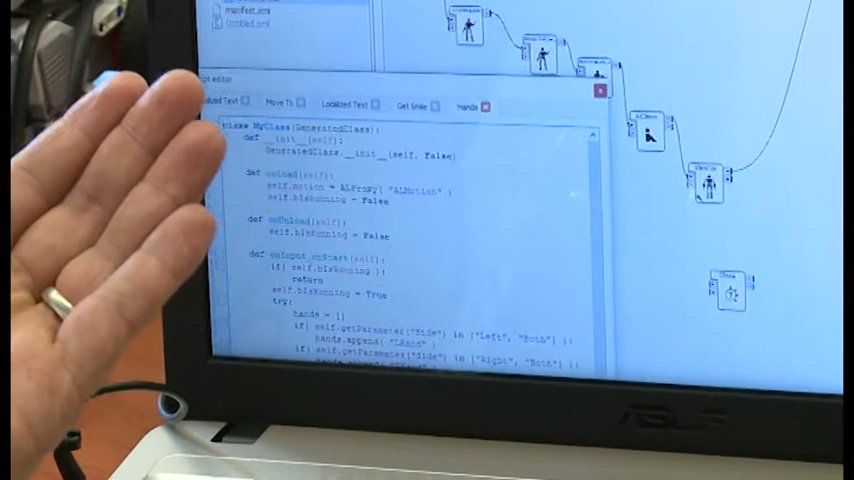 manifest.xml
Untitled.pml
editor
Text
Move To
Localized Text
Get Smile
Hands
class MyClass(GeneratedClass):
def __init__(self):
GeneratedClass.__init__(self, False)
def onLoad(self):
self.motion = ALProxy( "ALMotion" )
self.bIsRunning = False
def onUnload(self):
self.bIsRunning = False
def onInput_onStart(self):
if( self.bIsRunning ):
return
self.bIsRunning = True
try:
hands = []
if( self.getParameter("Side") in ["Left", "Both"] ):
hands.append( "LHand" )
if( self.getParameter("Side") in ["Right", "Both"] ):
ASUS